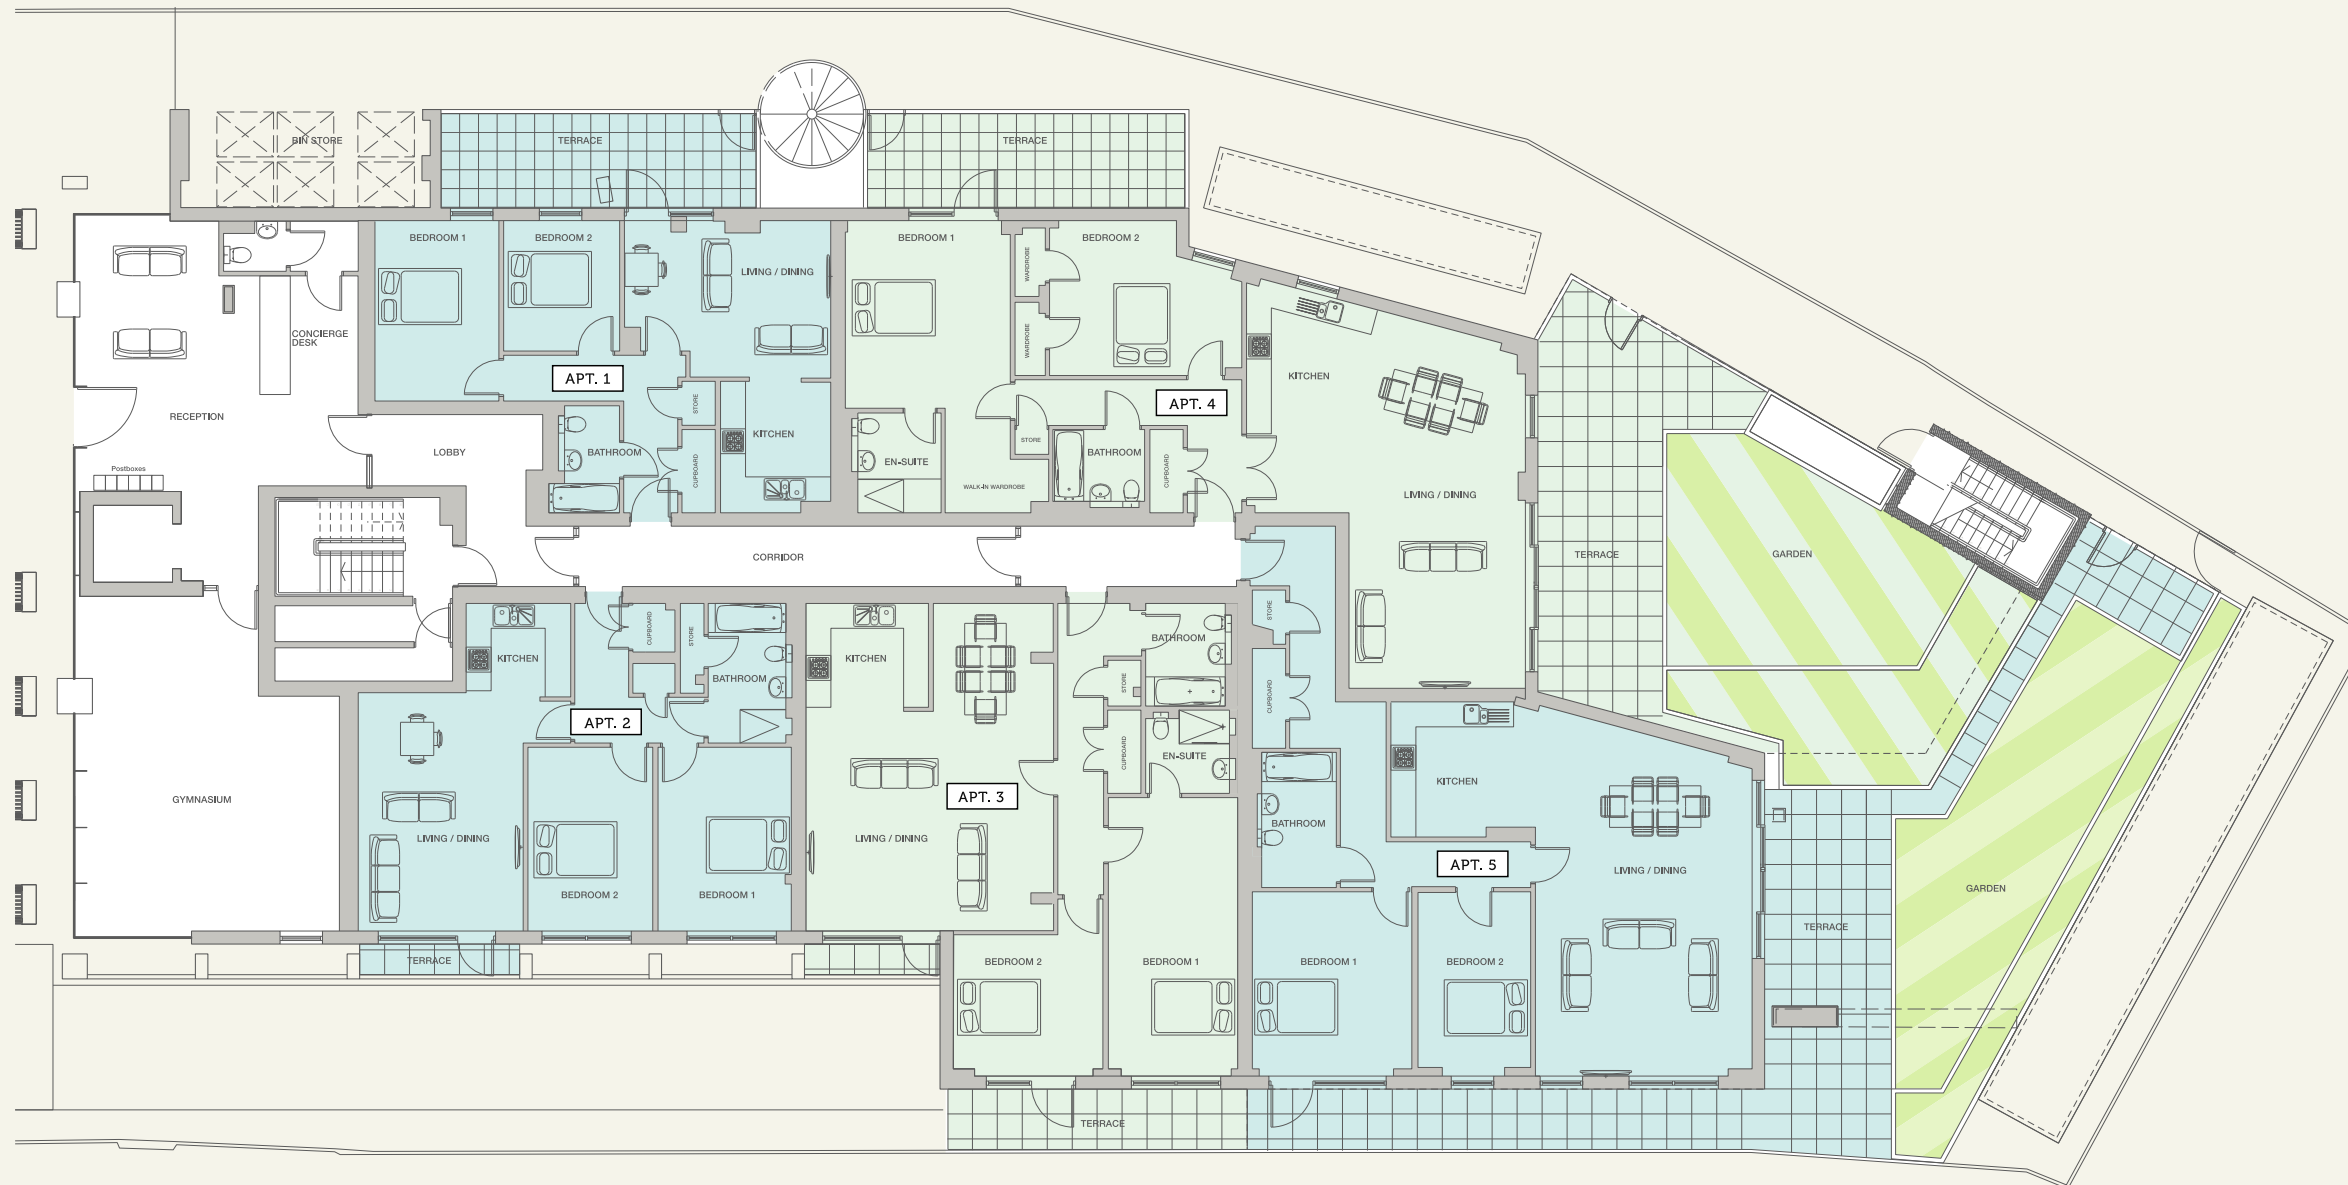 BIN STORE
TERRACE
TERRACE
BEDROOM 1
BEDROOM 2
LIVING / DINING
BEDROOM 1
WARDROBE
WARDROBE
BEDROOM 2
CONCIERGE
DESK
RECEPTION
APT. 1
STORE
KITCHEN
BATHROOM
CUPBOARD
LOBBY
Postboxes
EN-SUITE
WALK-IN WARDROBE
STORE
BATHROOM
CUPBOARD
APT. 4
KITCHEN
LIVING / DINING
TERRACE
GARDEN
CORRIDOR
GYMNASIUM
KITCHEN
CUPBOARD
STORE
BATHROOM
APT. 2
LIVING / DINING
BEDROOM 2
BEDROOM 1
TERRACE
KITCHEN
APT. 3
LIVING / DINING
BATHROOM
STORE
CUPBOARD
EN-SUITE
BEDROOM 2
BEDROOM 1
TERRACE
STORE
CUPBOARD
BATHROOM
KITCHEN
APT. 5
LIVING / DINING
BEDROOM 1
BEDROOM 2
TERRACE
GARDEN